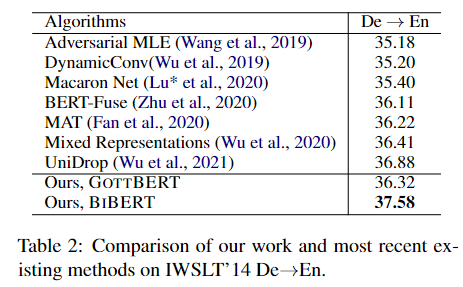 Algorithms De → En
Adversarial MLE (Wang et al., 2019) 35.18
DynamicConv(Wu et al., 2019) 35.20
Macaron Net (Lu* et al., 2020) 35.40
BERT-Fuse (Zhu et al., 2020) 36.11
MAT (Fan et al., 2020) 36.22
Mixed Representations (Wu et al., 2020) 36.41
UniDrop (Wu et al., 2021) 36.88
Ours, GOTTBERT 36.32
Ours, BIBERT 37.58
Table 2: Comparison of our work and most recent ex-
isting methods on IWSLT'14 De→En.